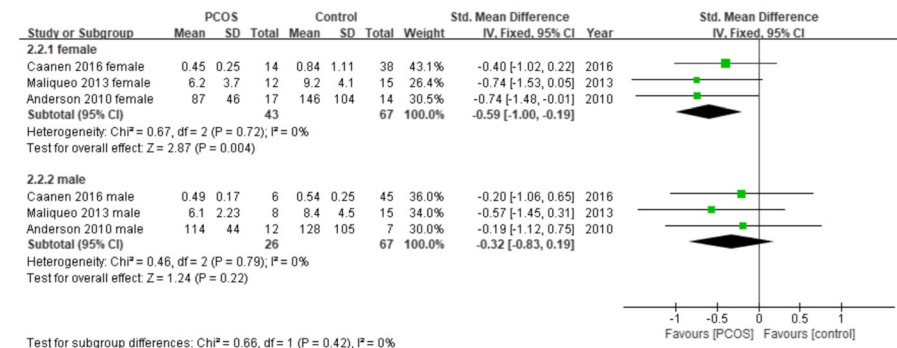 PCOS Control Std. Mean Difference Std. Mean Difference
Study or Subgroup Mean SD Total Mean SD Total Weight IV, Fixed, 95% CI Year IV, Fixed, 95% CI
2.2.1 female
Caanen 2016 female 0.45 0.25 14 0.84 1.11 38 43.1% -0.40 [-1.02, 0.22] 2016
Maliqueo 2013 female 6.2 3.7 12 9.2 4.1 15 26.4% -0.74 [-1.53, 0.05] 2013
Anderson 2010 female 87 46 17 146 104 14 30.5% -0.74 [-1.48, -0.01] 2010
Subtotal (95% CI) 43 67 100.0% -0.59 [-1.00, -0.19]
Heterogeneity: Chi² = 0.67, df = 2 (P = 0.72); I² = 0%
Test for overall effect: Z = 2.87 (P = 0.004)
2.2.2 male
Caanen 2016 male 0.49 0.17 6 0.54 0.25 45 36.0% -0.20 [-1.06, 0.65] 2016
Maliqueo 2013 male 6.1 2.23 8 8.4 4.5 15 34.0% -0.57 [-1.45, 0.31] 2013
Anderson 2010 male 114 44 12 128 105 7 30.0% -0.19 [-1.12, 0.75] 2010
Subtotal (95% CI) 26 67 100.0% -0.32 [-0.83, 0.19]
Heterogeneity: Chi² = 0.46, df = 2 (P = 0.79); I² = 0%
Test for overall effect: Z = 1.24 (P = 0.22)
-1 -0.5 0 0.5 1
Favours [PCOS] Favours [control]
Test for subgroup differences: Chi² = 0.66, df = 1 (P = 0.42), I² = 0%